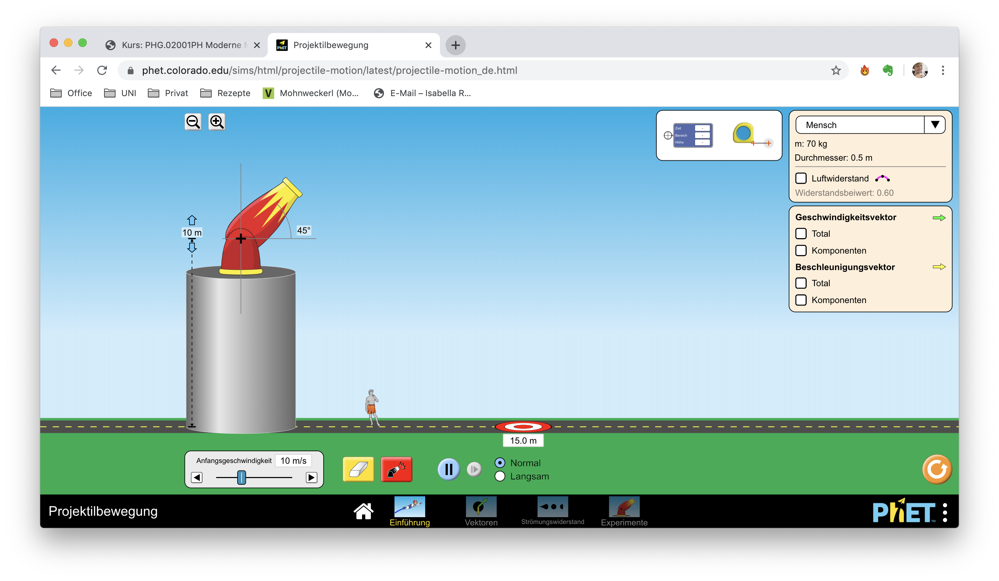 Kurs: PHG.02001PH Moderne
Projektilbewegung
phet.colorado.edu/sims/html/projectile-motion/latest/projectile-motion_de.html
Office
UNI
Privat
Rezepte
V
Mohnweckerl (Mo...
E-Mail – Isabella R...
Zeit -
Bereich -
Höhe -
Mensch
m: 70 kg
Durchmesser: 0.5 m
Luftwiderstand
Widerstandsbeiwert: 0.60
Geschwindigkeitsvektor
Total
Komponenten
Beschleunigungsvektor
Total
Komponenten
10 m
45°
15.0 m
Anfangsgeschwindigkeit 10 m/s
Normal
Langsam
Projektilbewegung
Einführung
Vektoren
Strömungswiderstand
Experimente
PhET
TM